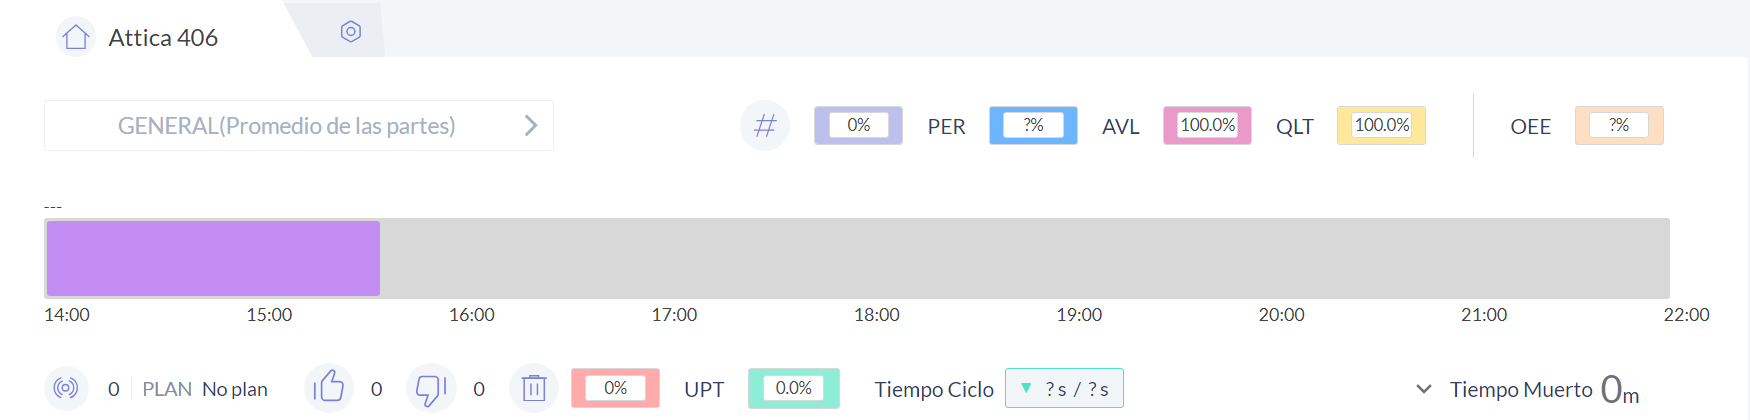 Attica 406
GENERAL(Promedio de las partes)
# 0% PER ?% AVL 100.0% QLT 100.0% OEE ?%
---
14:00 15:00 16:00 17:00 18:00 19:00 20:00 21:00 22:00
0 PLAN No plan 0 0 0% UPT 0.0% Tiempo Ciclo ▼ ?s / ?s Tiempo Muerto 0m